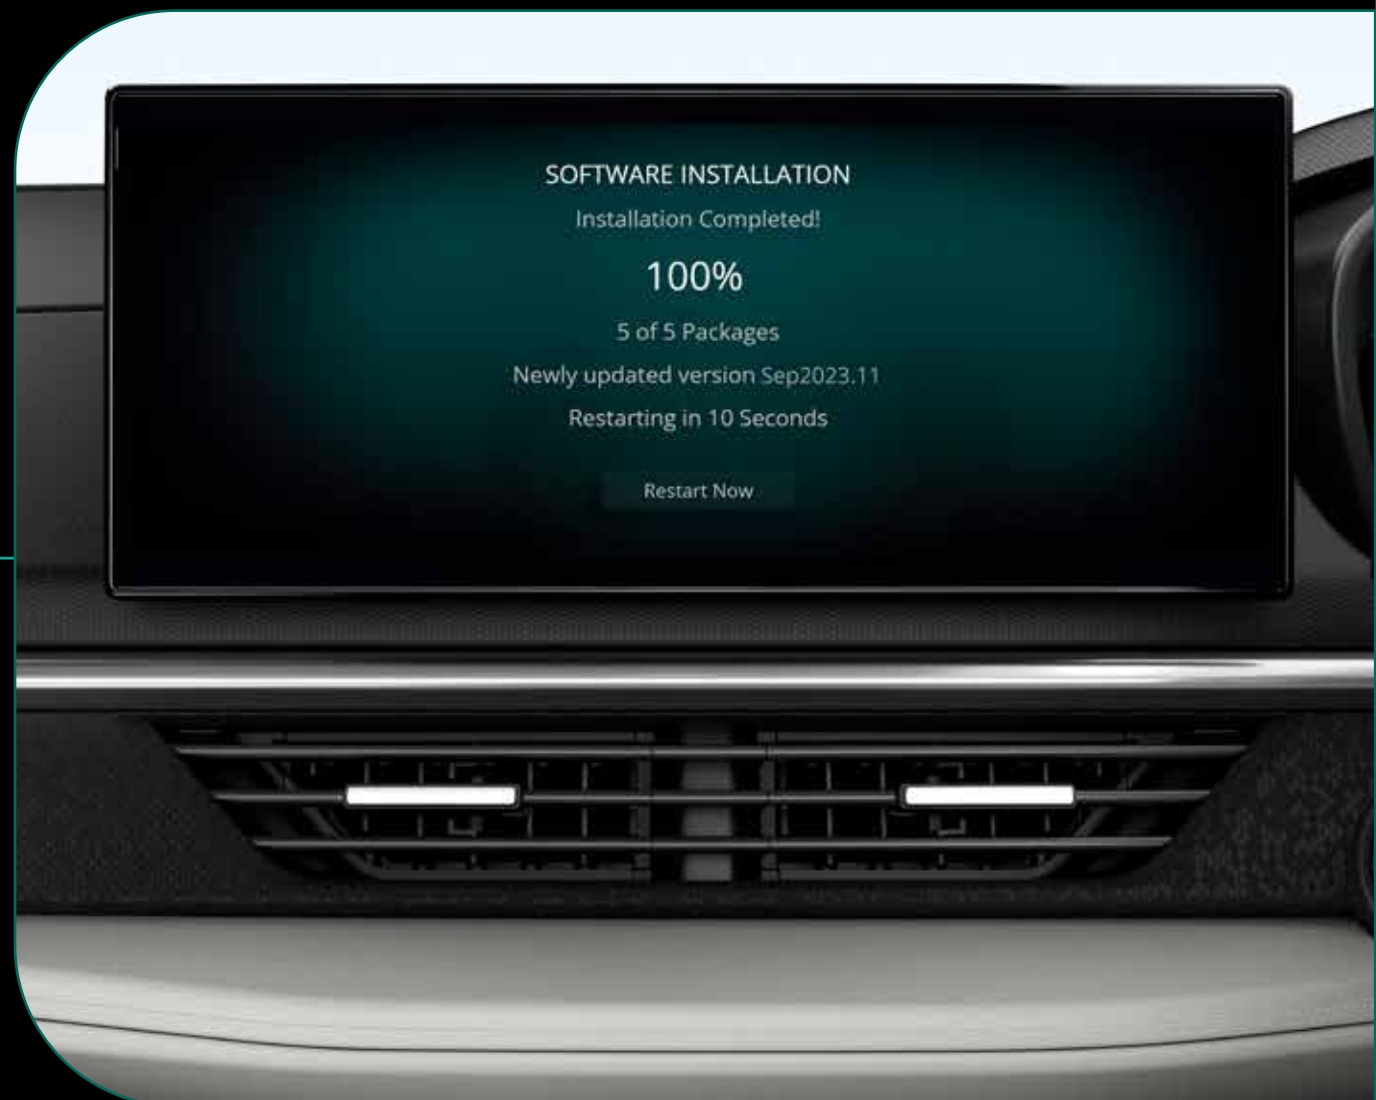 SOFTWARE INSTALLATION
Installation Completed!
100%
5 of 5 Packages
Newly updated version Sep2023.11
Restarting in 10 Seconds
Restart Now